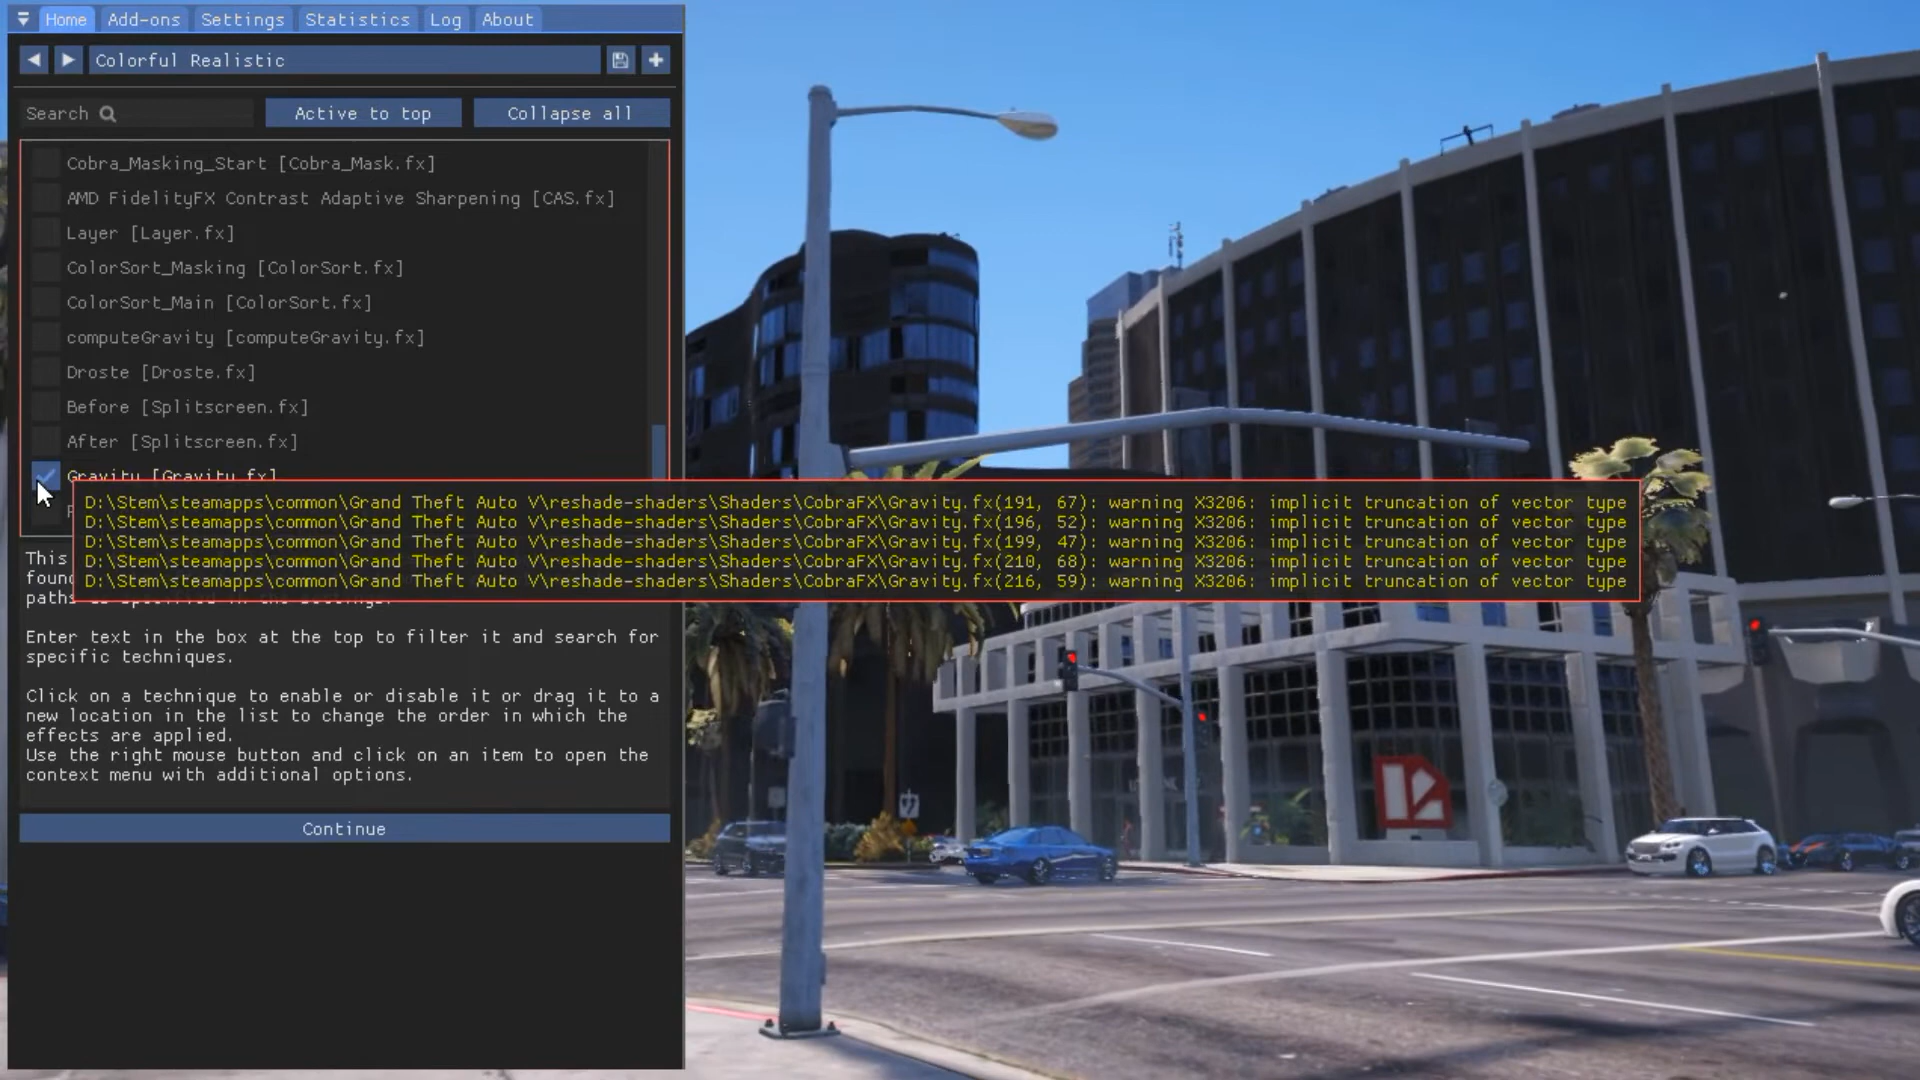 Home Add-ons Settings Statistics Log About
Colorful Realistic
Search Active to top Collapse all
Cobra_Masking_Start [Cobra_Mask.fx]
AMD FidelityFX Contrast Adaptive Sharpening [CAS.fx]
Layer [Layer.fx]
ColorSort_Masking [ColorSort.fx]
ColorSort_Main [ColorSort.fx]
computeGravity [computeGravity.fx]
Droste [Droste.fx]
Before [Splitscreen.fx]
After [Splitscreen.fx]
Gravity [Gravity.fx]
D:\Stem\steamapps\common\Grand Theft Auto V\reshade-shaders\Shaders\CobraFX\Gravity.fx(191, 67): warning X3206: implicit truncation of vector type
D:\Stem\steamapps\common\Grand Theft Auto V\reshade-shaders\Shaders\CobraFX\Gravity.fx(196, 52): warning X3206: implicit truncation of vector type
D:\Stem\steamapps\common\Grand Theft Auto V\reshade-shaders\Shaders\CobraFX\Gravity.fx(199, 47): warning X3206: implicit truncation of vector type
D:\Stem\steamapps\common\Grand Theft Auto V\reshade-shaders\Shaders\CobraFX\Gravity.fx(210, 68): warning X3206: implicit truncation of vector type
D:\Stem\steamapps\common\Grand Theft Auto V\reshade-shaders\Shaders\CobraFX\Gravity.fx(216, 59): warning X3206: implicit truncation of vector type
This
foun
paths is specified in the settings.
Enter text in the box at the top to filter it and search for
specific techniques.
Click on a technique to enable or disable it or drag it to a
new location in the list to change the order in which the
effects are applied.
Use the right mouse button and click on an item to open the
context menu with additional options.
Continue